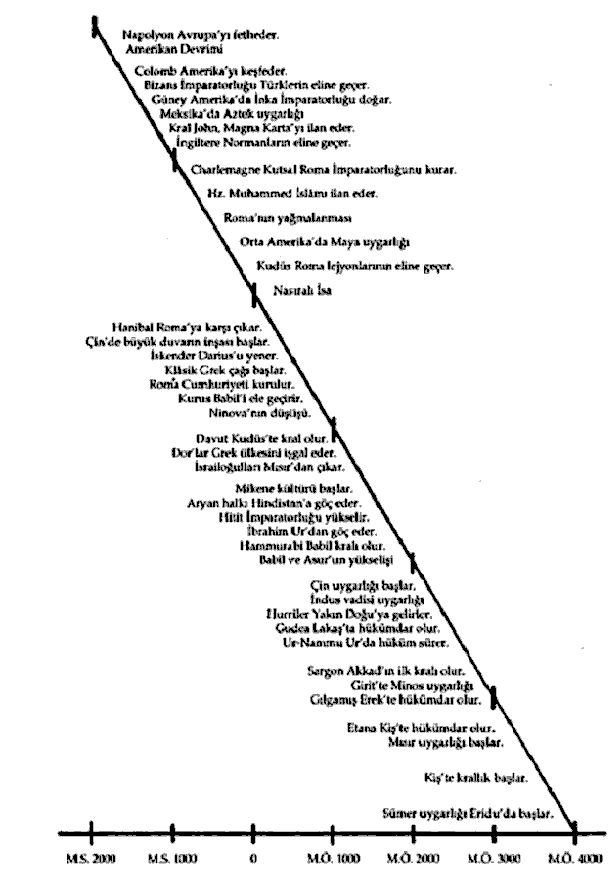 Napolyon Avrupa'yı fetheder.
Amerikan Devrimi
Colomb Amerika'yı keşfeder.
Bizans İmparatorluğu Türklerin eline geçer.
Güney Amerika'da İnka İmparatorluğu doğar.
Meksika'da Aztek uygarlığı
Kral John, Magna Karta'yı ilan eder.
İngiltere Normanların eline geçer.
Charlemagne Kutsal Roma İmparatorluğunu kurar.
Hz. Muhammed İslâmı ilan eder.
Roma'nın yağmalanması
Orta Amerika'da Maya uygarlığı
Kudüs Roma lejyonlarının eline geçer.
Nasıralı İsa
Hanibal Roma'ya karşı çıkar.
Çin'de büyük duvarın inşası başlar.
İskender Darius'u yener.
Klâsik Grek çağı başlar.
Roma Cumhuriyeti kurulur.
Kurus Babil'i ele geçirir.
Ninova'nın düşüşü.
Davut Kudüs'te kral olur.
Dor'lar Grek ülkesini işgal eder.
İsrailoğulları Mısır'dan çıkar.
Mikene kültürü başlar.
Aryan halkı Hindistan'a göç eder.
Hitit İmparatorluğu yükselir.
İbrahim Ur'dan göç eder.
Hammurabi Babil kralı olur.
Babil ve Asur'un yükselişi
Çin uygarlığı başlar.
İndus vadisi uygarlığı
Hurriler Yakın Doğu'ya gelirler.
Gudea Lakaş'ta hükümdar olur.
Ur-Nammu Ur'da hüküm sürer.
Sargon Akkad'ın ilk kralı olur.
Girit'te Minos uygarlığı
Gılgamış Erek'te hükümdar olur.
Etana Kiş'te hükümdar olur.
Mısır uygarlığı başlar.
Kiş'te krallık başlar.
Sümer uygarlığı Eridu'da başlar.
M.S. 2000 M.S. 1000 0 M.Ö. 1000 M.Ö. 2000 M.Ö. 3000 M.Ö. 4000